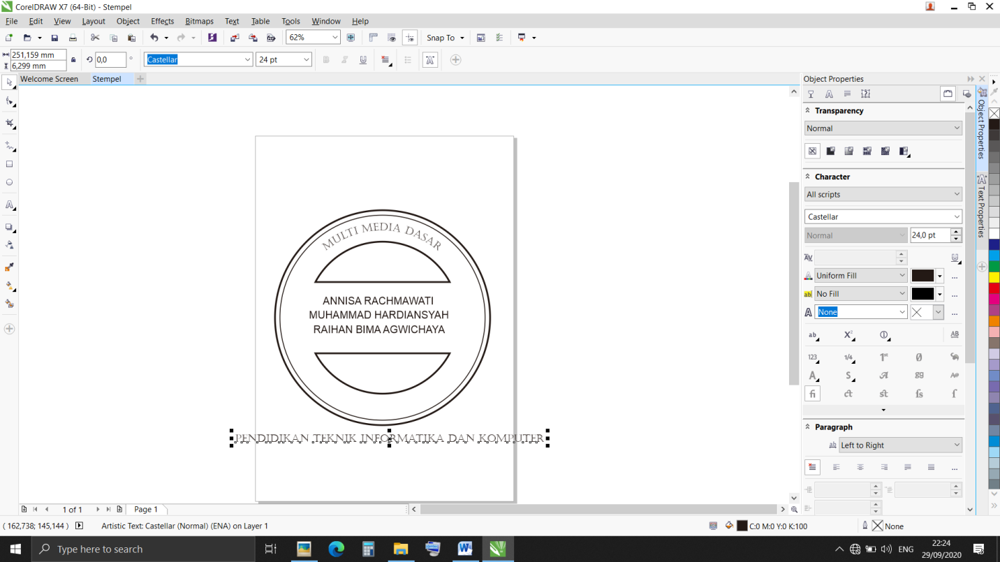 CorelDRAW X7 (64-Bit) - Stempel
File Edit View Layout Object Effects Bitmaps Text Table Tools Window Help
62% Snap To
251,159 mm
6,299 mm
0,0 ° Castellar 24 pt
Welcome Screen Stempel
Object Properties
Transparency
Normal
Character
All scripts
Castellar
Normal 24,0 pt
Uniform Fill
No Fill
None
Paragraph
Left to Right
Object Properties
Text Properties
MULTI MEDIA DASAR
ANNISA RACHMAWATI
MUHAMMAD HARDIANSYAH
RAIHAN BIMA AGWICHAYA
PENDIDIKAN TEKNIK INFORMATIKA DAN KOMPUTER
1 of 1 Page 1
( 162,738; 145,144 ) Artistic Text: Castellar (Normal) (ENA) on Layer 1 C:0 M:0 Y:0 K:100 None
Type here to search
ENG
22:24
29/09/2020